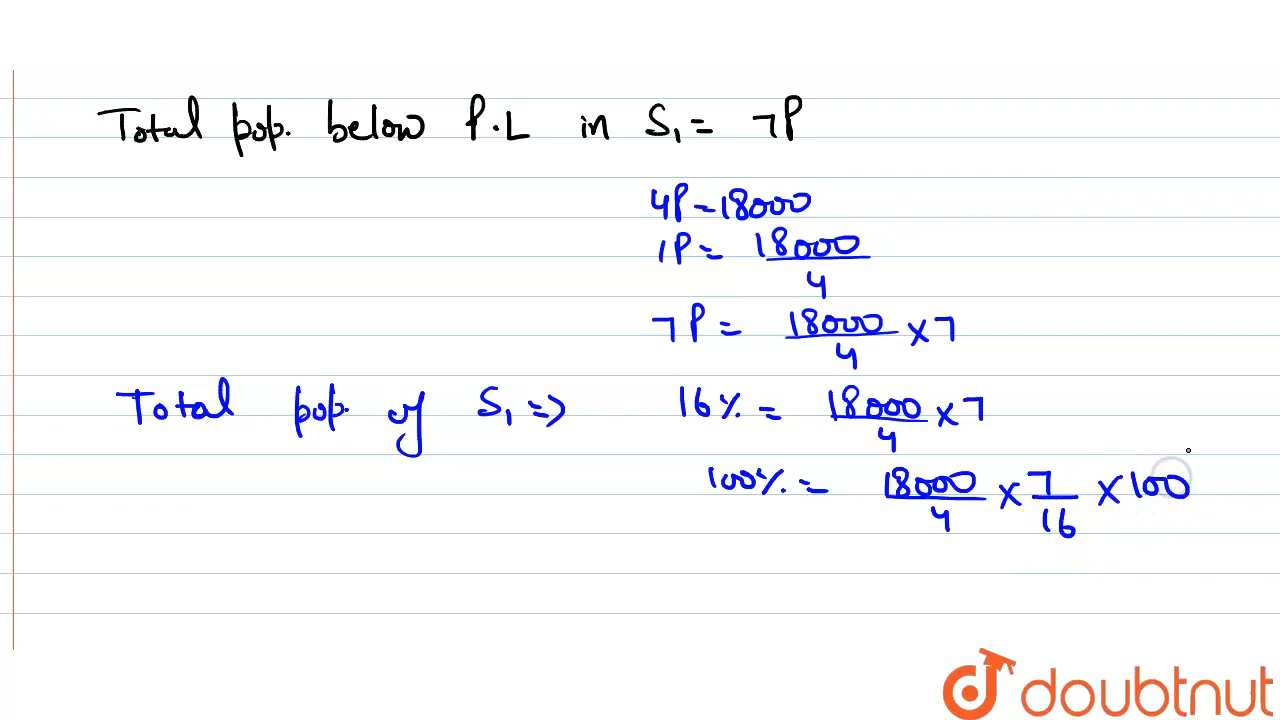 Total pop. below P.L in S₁ = 7P
4P = 18000
1P = 18000/4
7P = 18000/4 × 7
Total pop. of S₁ => 16% = 18000/4 × 7
100% = 18000/4 × 7/16 × 100
doubtnut